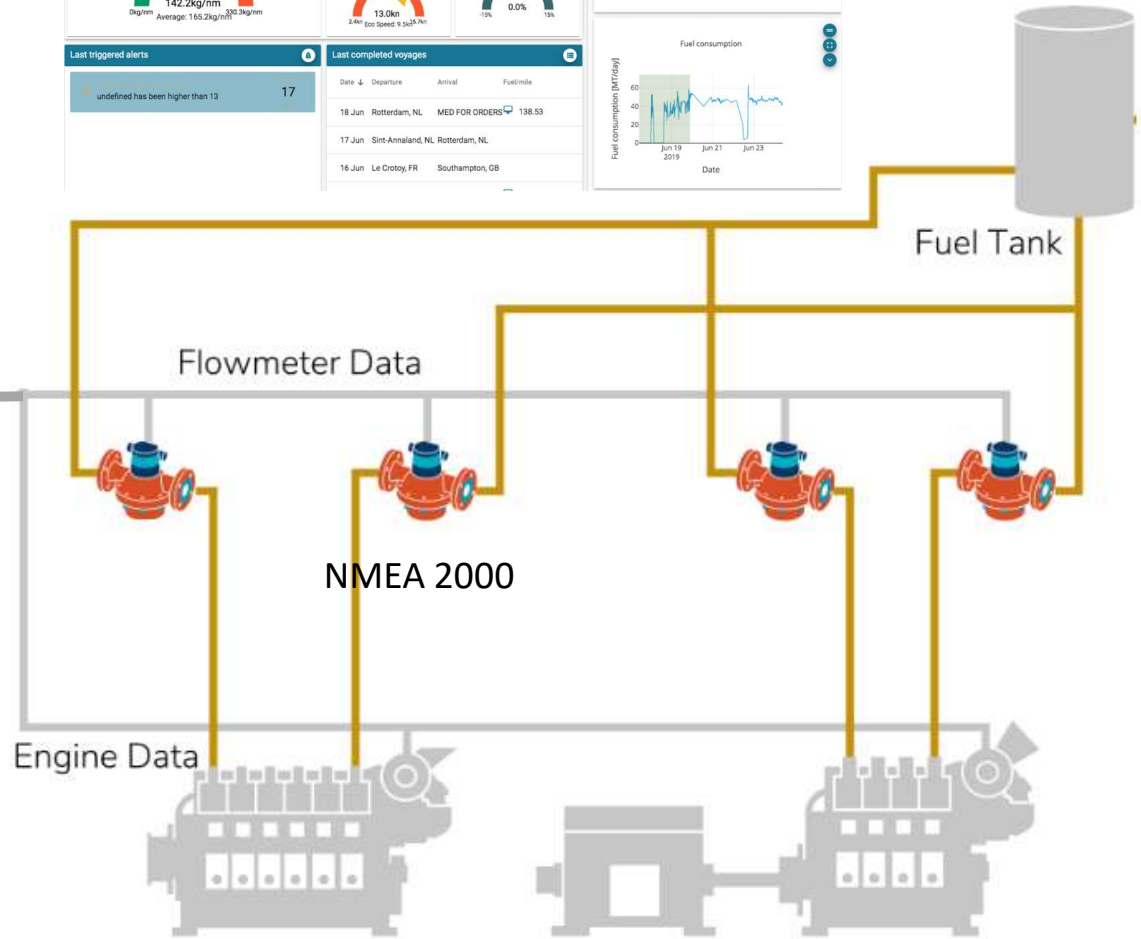 142.2kg/nm
0kg/nm 330.3kg/nm
Average: 165.2kg/nm
13.0kn
2.4kn 16.7kn
Eco Speed: 9.5kn
0.0%
-15% 15%
Last triggered alerts
undefined has been higher than 13 17
Last completed voyages
Date ↓ Departure Arrival Fuel/mile
18 Jun Rotterdam, NL MED FOR ORDERS 138.53
17 Jun Sint-Annaland, NL Rotterdam, NL
16 Jun Le Crotoy, FR Southampton, GB
Fuel consumption
Fuel consumption [MT/day]
60
40
20
0
Jun 19 Jun 21 Jun 23
2019
Date
Fuel Tank
Flowmeter Data
NMEA 2000
Engine Data